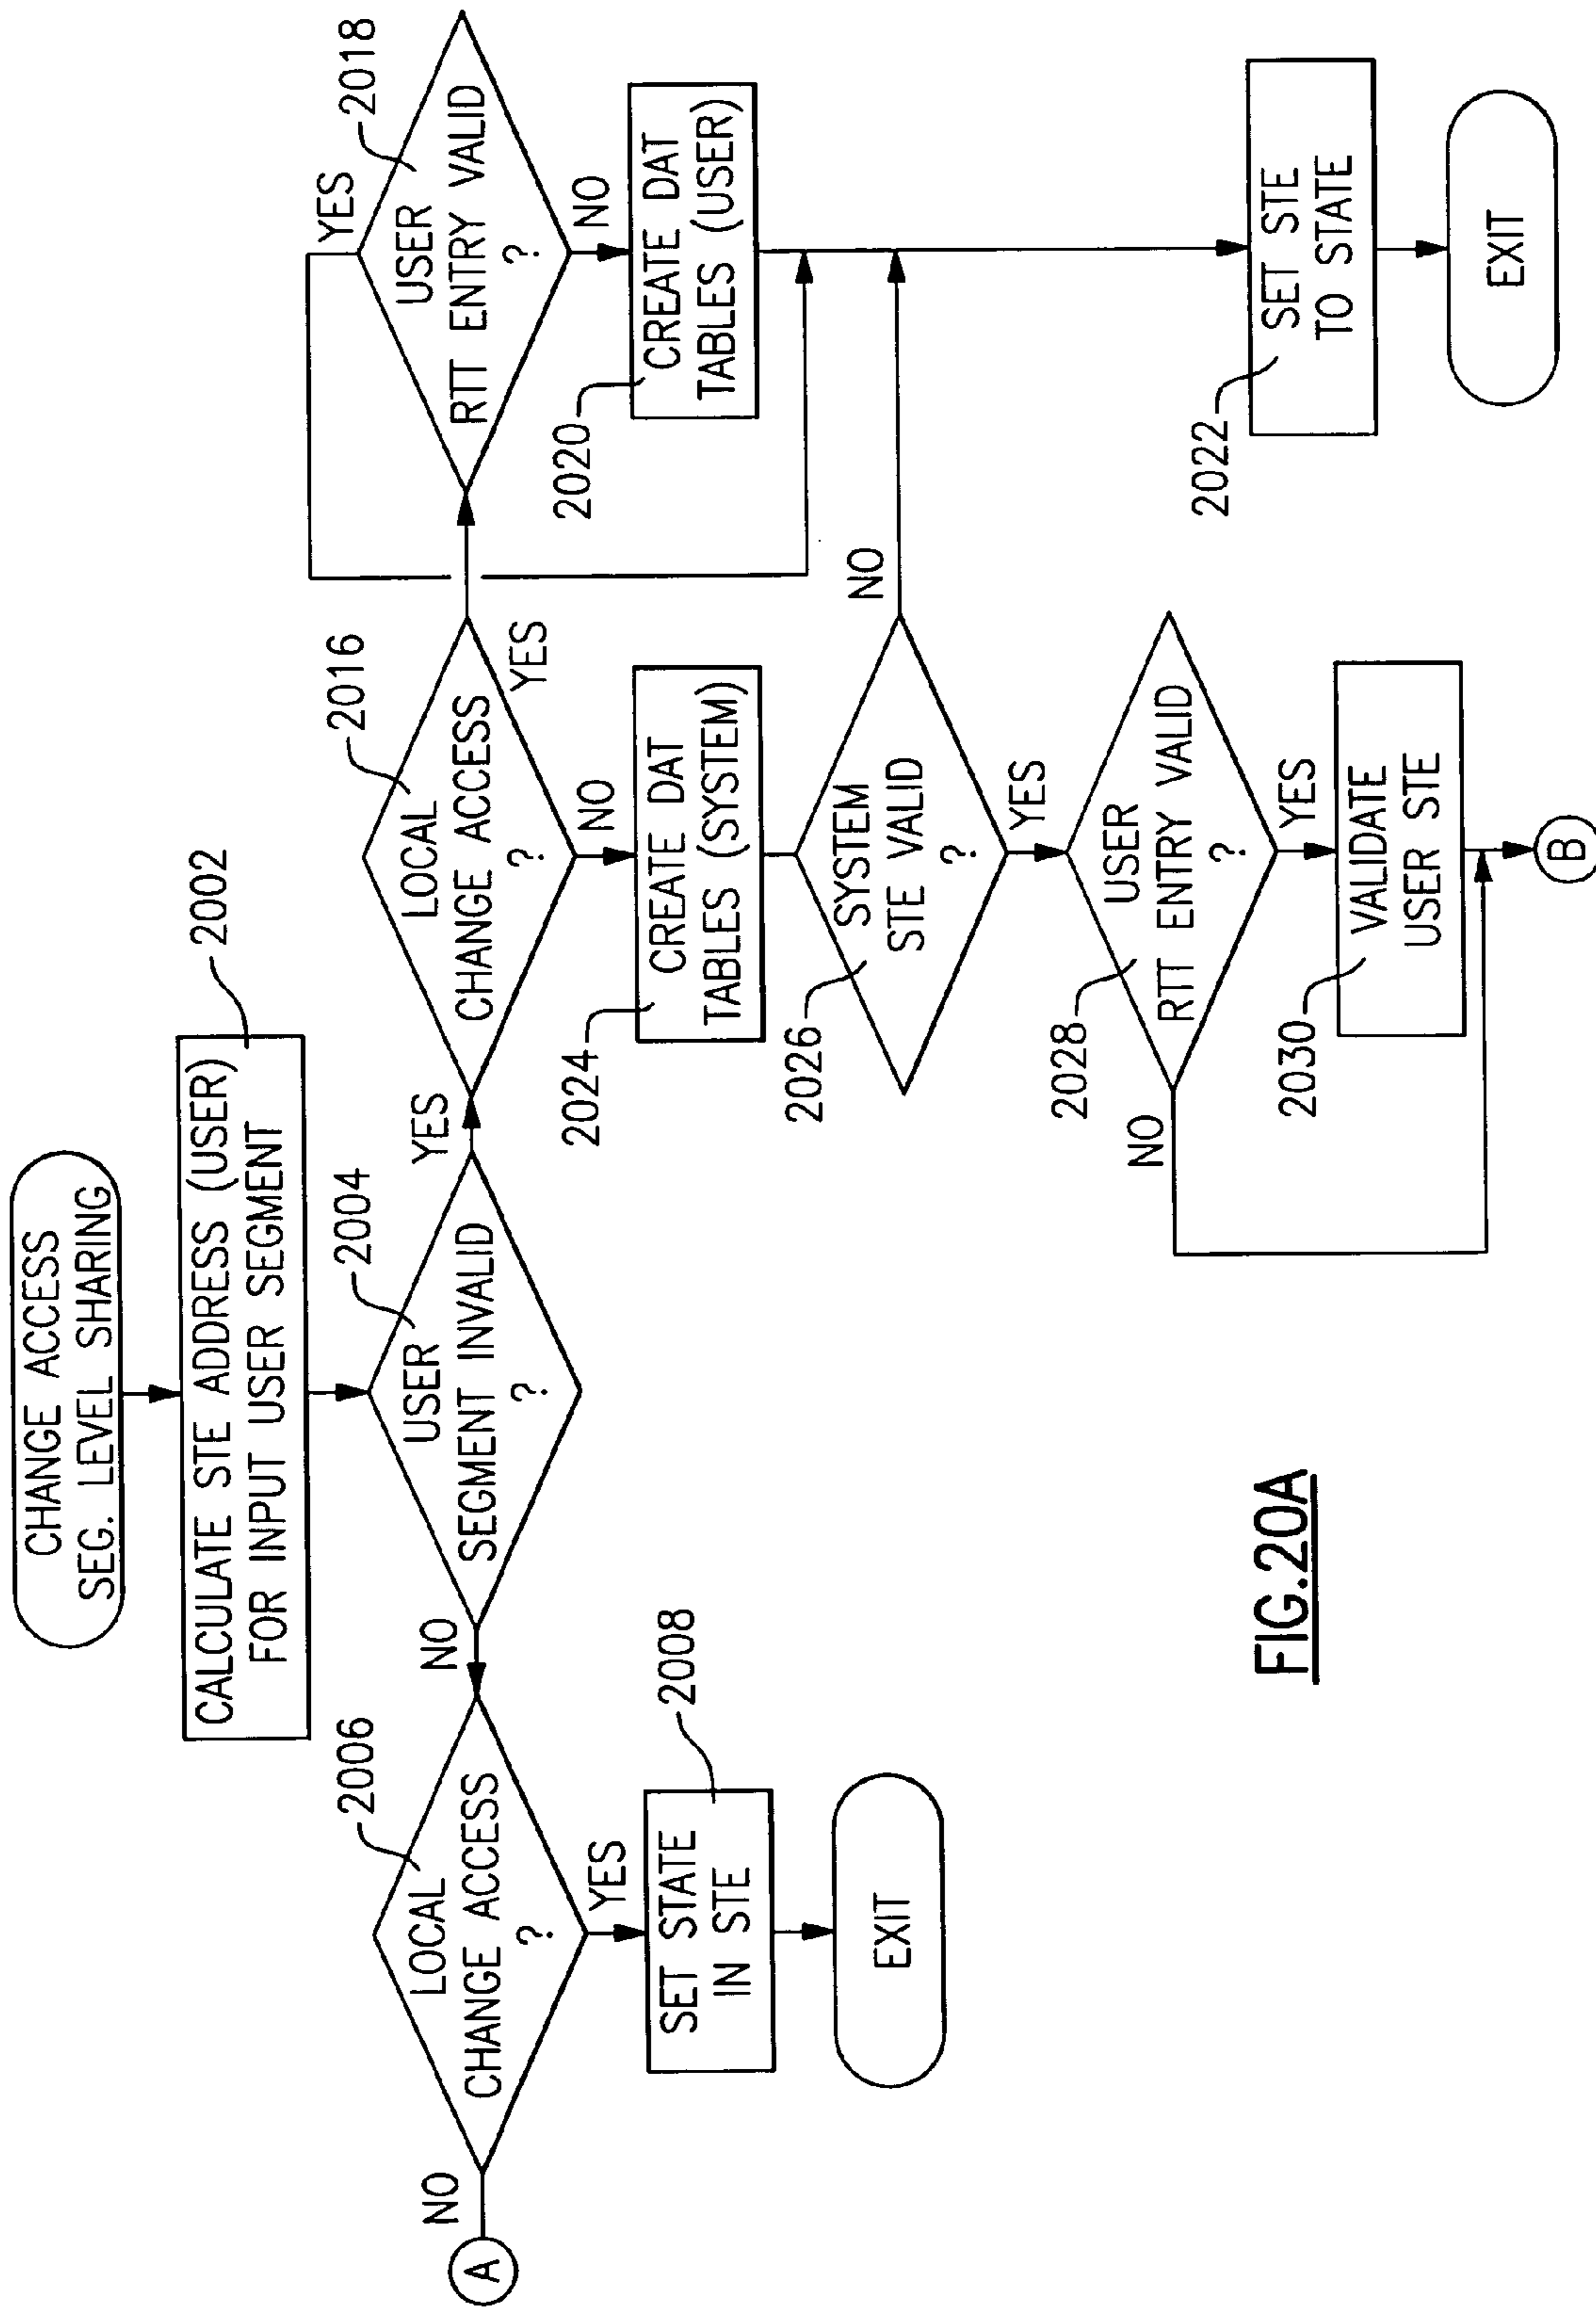 CHANGE ACCESS
SEG. LEVEL SHARING
2002
CALCULATE STE ADDRESS (USER)
FOR INPUT USER SEGMENT
2004
USER
SEGMENT INVALID
?
NO
YES
2006
LOCAL
CHANGE ACCESS
?
NO
A
YES
2008
SET STATE
IN STE
EXIT
2016
LOCAL
CHANGE ACCESS
?
YES
NO
2018
USER
RTT ENTRY VALID
?
YES
NO
2020
CREATE DAT
TABLES (USER)
2024
CREATE DAT
TABLES (SYSTEM)
2026
SYSTEM
STE VALID
?
NO
YES
2028
USER
RTT ENTRY VALID
?
NO
YES
2030
VALIDATE
USER STE
B
2022
SET STE
TO STATE
EXIT
FIG.20A